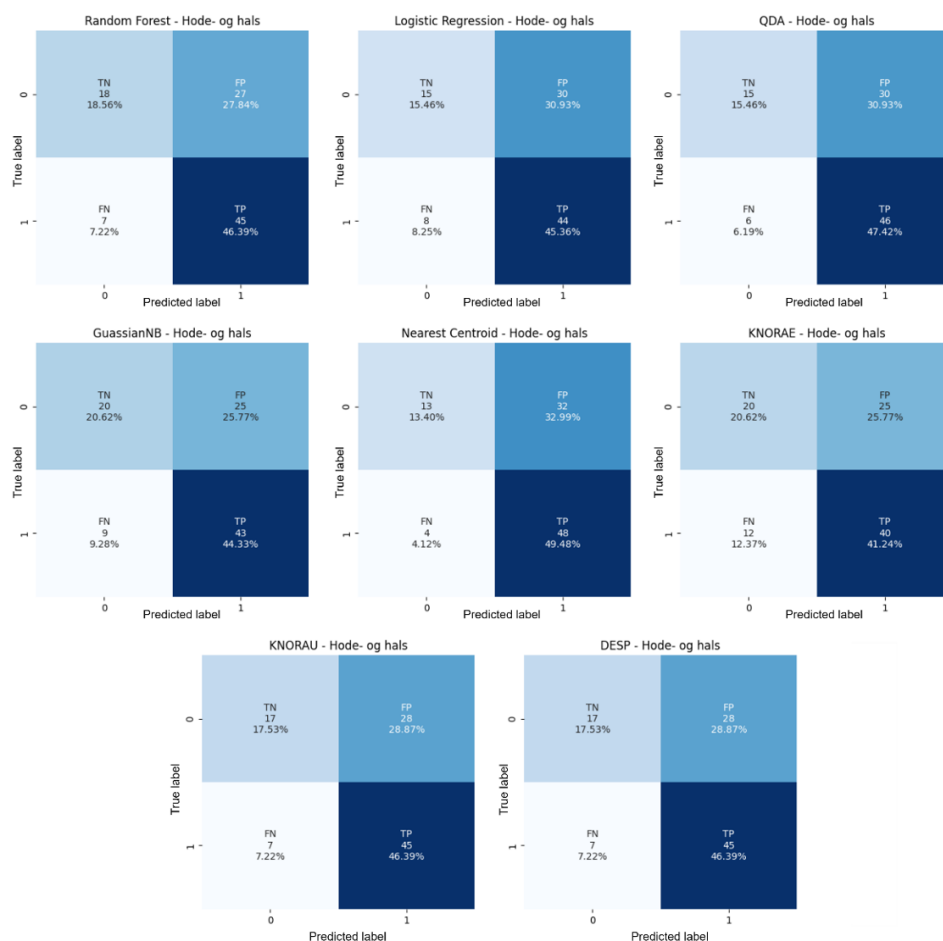 Random Forest - Hode- og hals
TN
18
18.56%
FP
27
27.84%
FN
7
7.22%
TP
45
46.39%
0
1
True label
0
1
Predicted label
Logistic Regression - Hode- og hals
TN
15
15.46%
FP
30
30.93%
FN
8
8.25%
TP
44
45.36%
0
1
True label
0
1
Predicted label
QDA - Hode- og hals
TN
15
15.46%
FP
30
30.93%
FN
6
6.19%
TP
46
47.42%
0
1
True label
0
1
Predicted label
GuassianNB - Hode- og hals
TN
20
20.62%
FP
25
25.77%
FN
9
9.28%
TP
43
44.33%
0
1
True label
0
1
Predicted label
Nearest Centroid - Hode- og hals
TN
13
13.40%
FP
32
32.99%
FN
4
4.12%
TP
48
49.48%
0
1
True label
0
1
Predicted label
KNORAE - Hode- og hals
TN
20
20.62%
FP
25
25.77%
FN
12
12.37%
TP
40
41.24%
0
1
True label
0
1
Predicted label
KNORAU - Hode- og hals
TN
17
17.53%
FP
28
28.87%
FN
7
7.22%
TP
45
46.39%
0
1
True label
0
1
Predicted label
DESP - Hode- og hals
TN
17
17.53%
FP
28
28.87%
FN
7
7.22%
TP
45
46.39%
0
1
True label
0
1
Predicted label